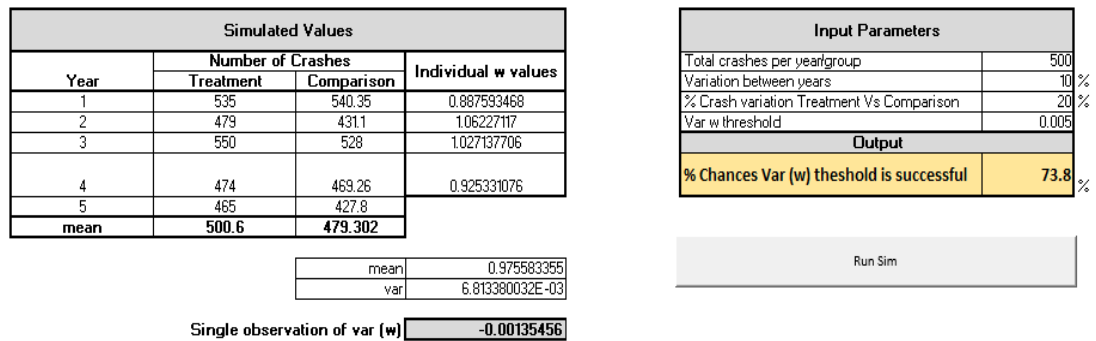 Simulated Values
Number of Crashes
Individual w values
Year Treatment Comparison
1 535 540.35 0.887593468
2 479 431.1 1.06227117
3 550 528 1.027137706
4 474 469.26 0.925331076
5 465 427.8
mean 500.6 479.302
mean 0.975583355
var 6.813380032E-03
Single observation of var (w) -0.00135456
Input Parameters
Total crashes per year/group 500
Variation between years 10 %
% Crash variation Treatment Vs Comparison 20 %
Var w threshold 0.005
Output
% Chances Var (w) theshold is successful 73.8 %
Run Sim